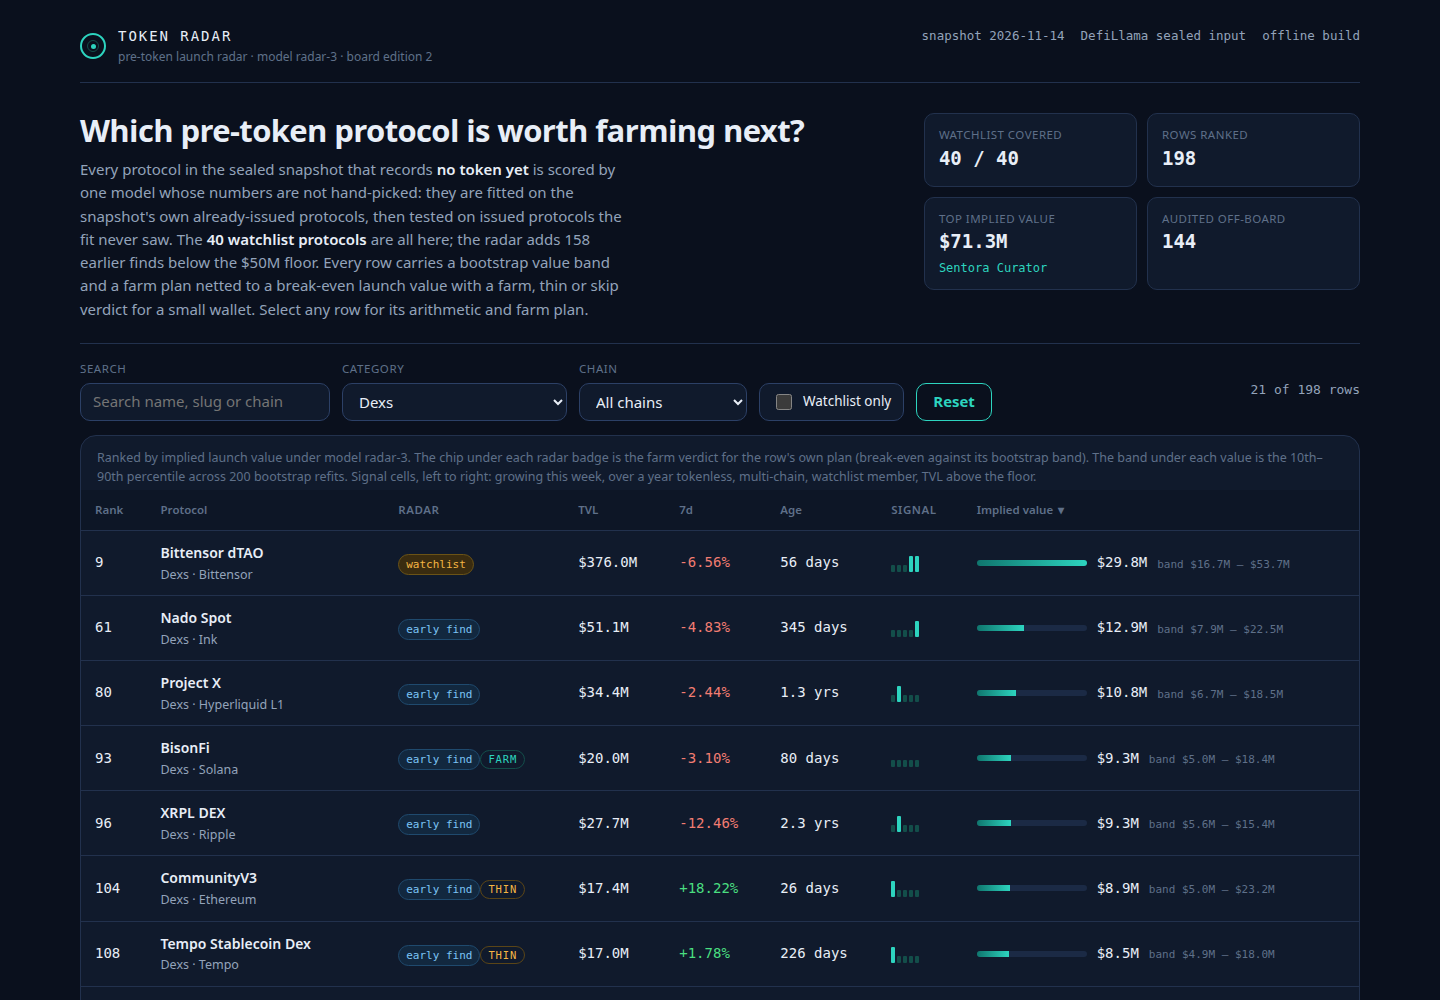 TOKEN RADAR
pre-token launch radar · model radar-3 · board edition 2
snapshot 2026-11-14 DefiLlama sealed input offline build
Which pre-token protocol is worth farming next?
Every protocol in the sealed snapshot that records no token yet is scored by
one model whose numbers are not hand-picked: they are fitted on the
snapshot's own already-issued protocols, then tested on issued protocols the
fit never saw. The 40 watchlist protocols are all here; the radar adds 158
earlier finds below the $50M floor. Every row carries a bootstrap value band
and a farm plan netted to a break-even launch value with a farm, thin or skip
verdict for a small wallet. Select any row for its arithmetic and farm plan.
WATCHLIST COVERED
40 / 40
ROWS RANKED
198
TOP IMPLIED VALUE
$71.3M
Sentora Curator
AUDITED OFF-BOARD
144
SEARCH
Search name, slug or chain
CATEGORY
Dexs
CHAIN
All chains
Watchlist only
Reset
21 of 198 rows
Ranked by implied launch value under model radar-3. The chip under each radar badge is the farm verdict for the row's own plan (break-even against its bootstrap band). The band under each value is the 10th–
90th percentile across 200 bootstrap refits. Signal cells, left to right: growing this week, over a year tokenless, multi-chain, watchlist member, TVL above the floor.
Rank Protocol RADAR TVL 7d Age SIGNAL Implied value ▼
9 Bittensor dTAO watchlist $376.0M -6.56% 56 days $29.8M band $16.7M – $53.7M
Dexs · Bittensor
61 Nado Spot early find $51.1M -4.83% 345 days $12.9M band $7.9M – $22.5M
Dexs · Ink
80 Project X early find $34.4M -2.44% 1.3 yrs $10.8M band $6.7M – $18.5M
Dexs · Hyperliquid L1
93 BisonFi early find FARM $20.0M -3.10% 80 days $9.3M band $5.0M – $18.4M
Dexs · Solana
96 XRPL DEX early find $27.7M -12.46% 2.3 yrs $9.3M band $5.6M – $15.4M
Dexs · Ripple
104 CommunityV3 early find THIN $17.4M +18.22% 26 days $8.9M band $5.0M – $23.2M
Dexs · Ethereum
108 Tempo Stablecoin Dex early find THIN $17.0M +1.78% 226 days $8.5M band $4.9M – $18.0M
Dexs · Tempo